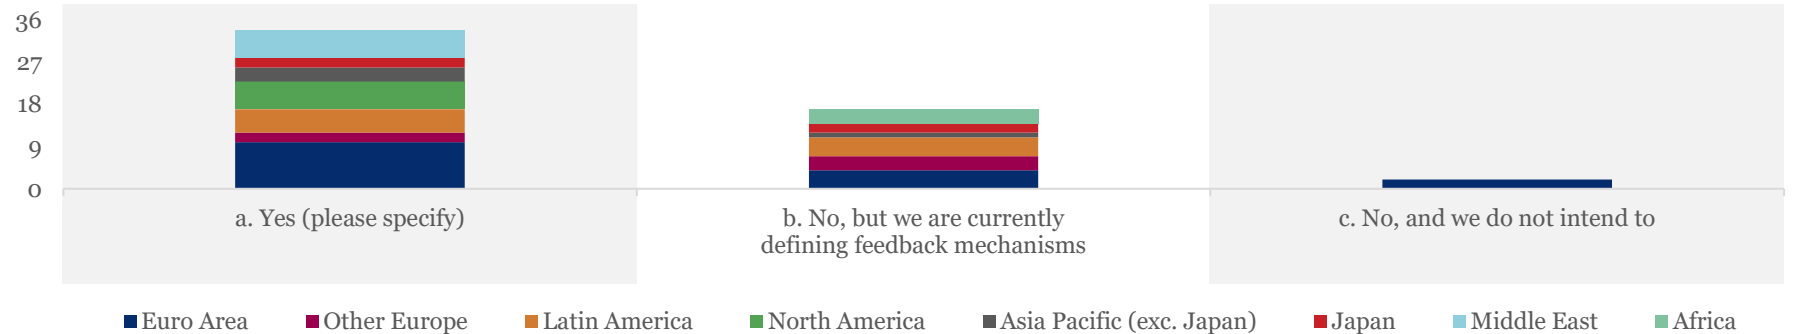 36
27
18
9
0
a. Yes (please specify)
b. No, but we are currently
defining feedback mechanisms
c. No, and we do not intend to
Euro Area Other Europe Latin America North America Asia Pacific (exc. Japan) Japan Middle East Africa